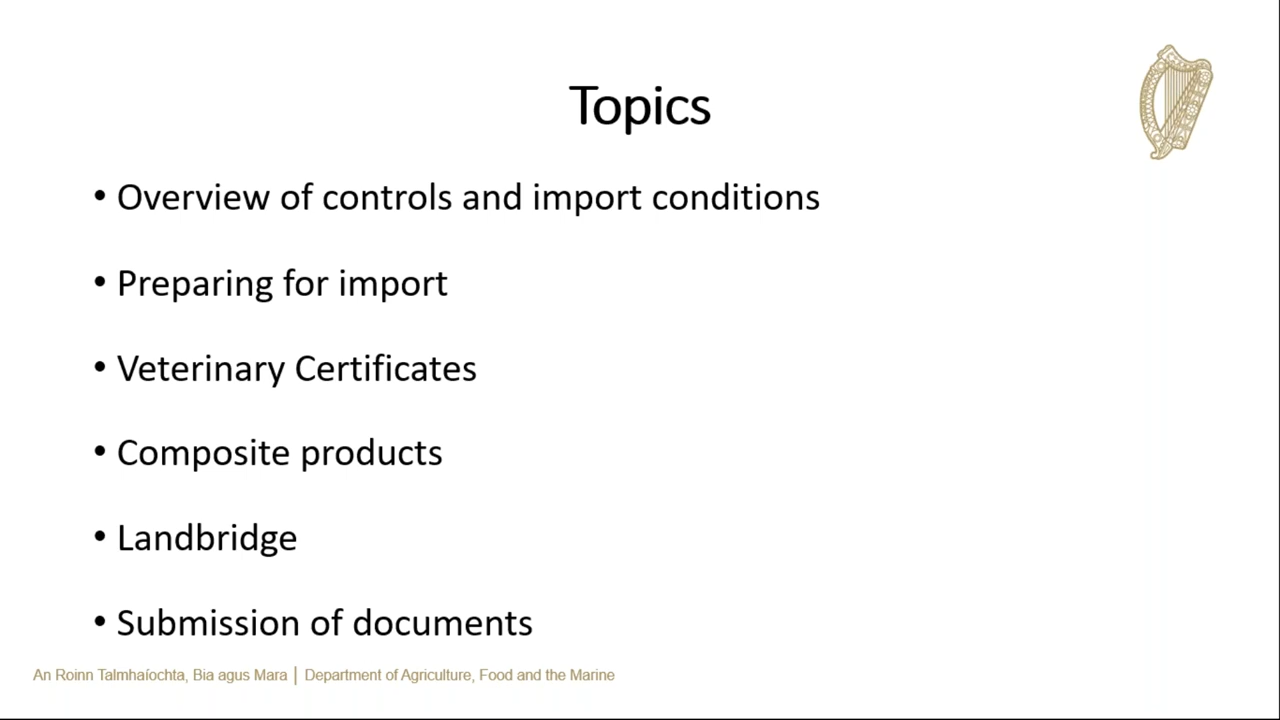 Topics
• Overview of controls and import conditions
• Preparing for import
• Veterinary Certificates
• Composite products
• Landbridge
• Submission of documents
An Roinn Talmhaíochta, Bia agus Mara | Department of Agriculture, Food and the Marine